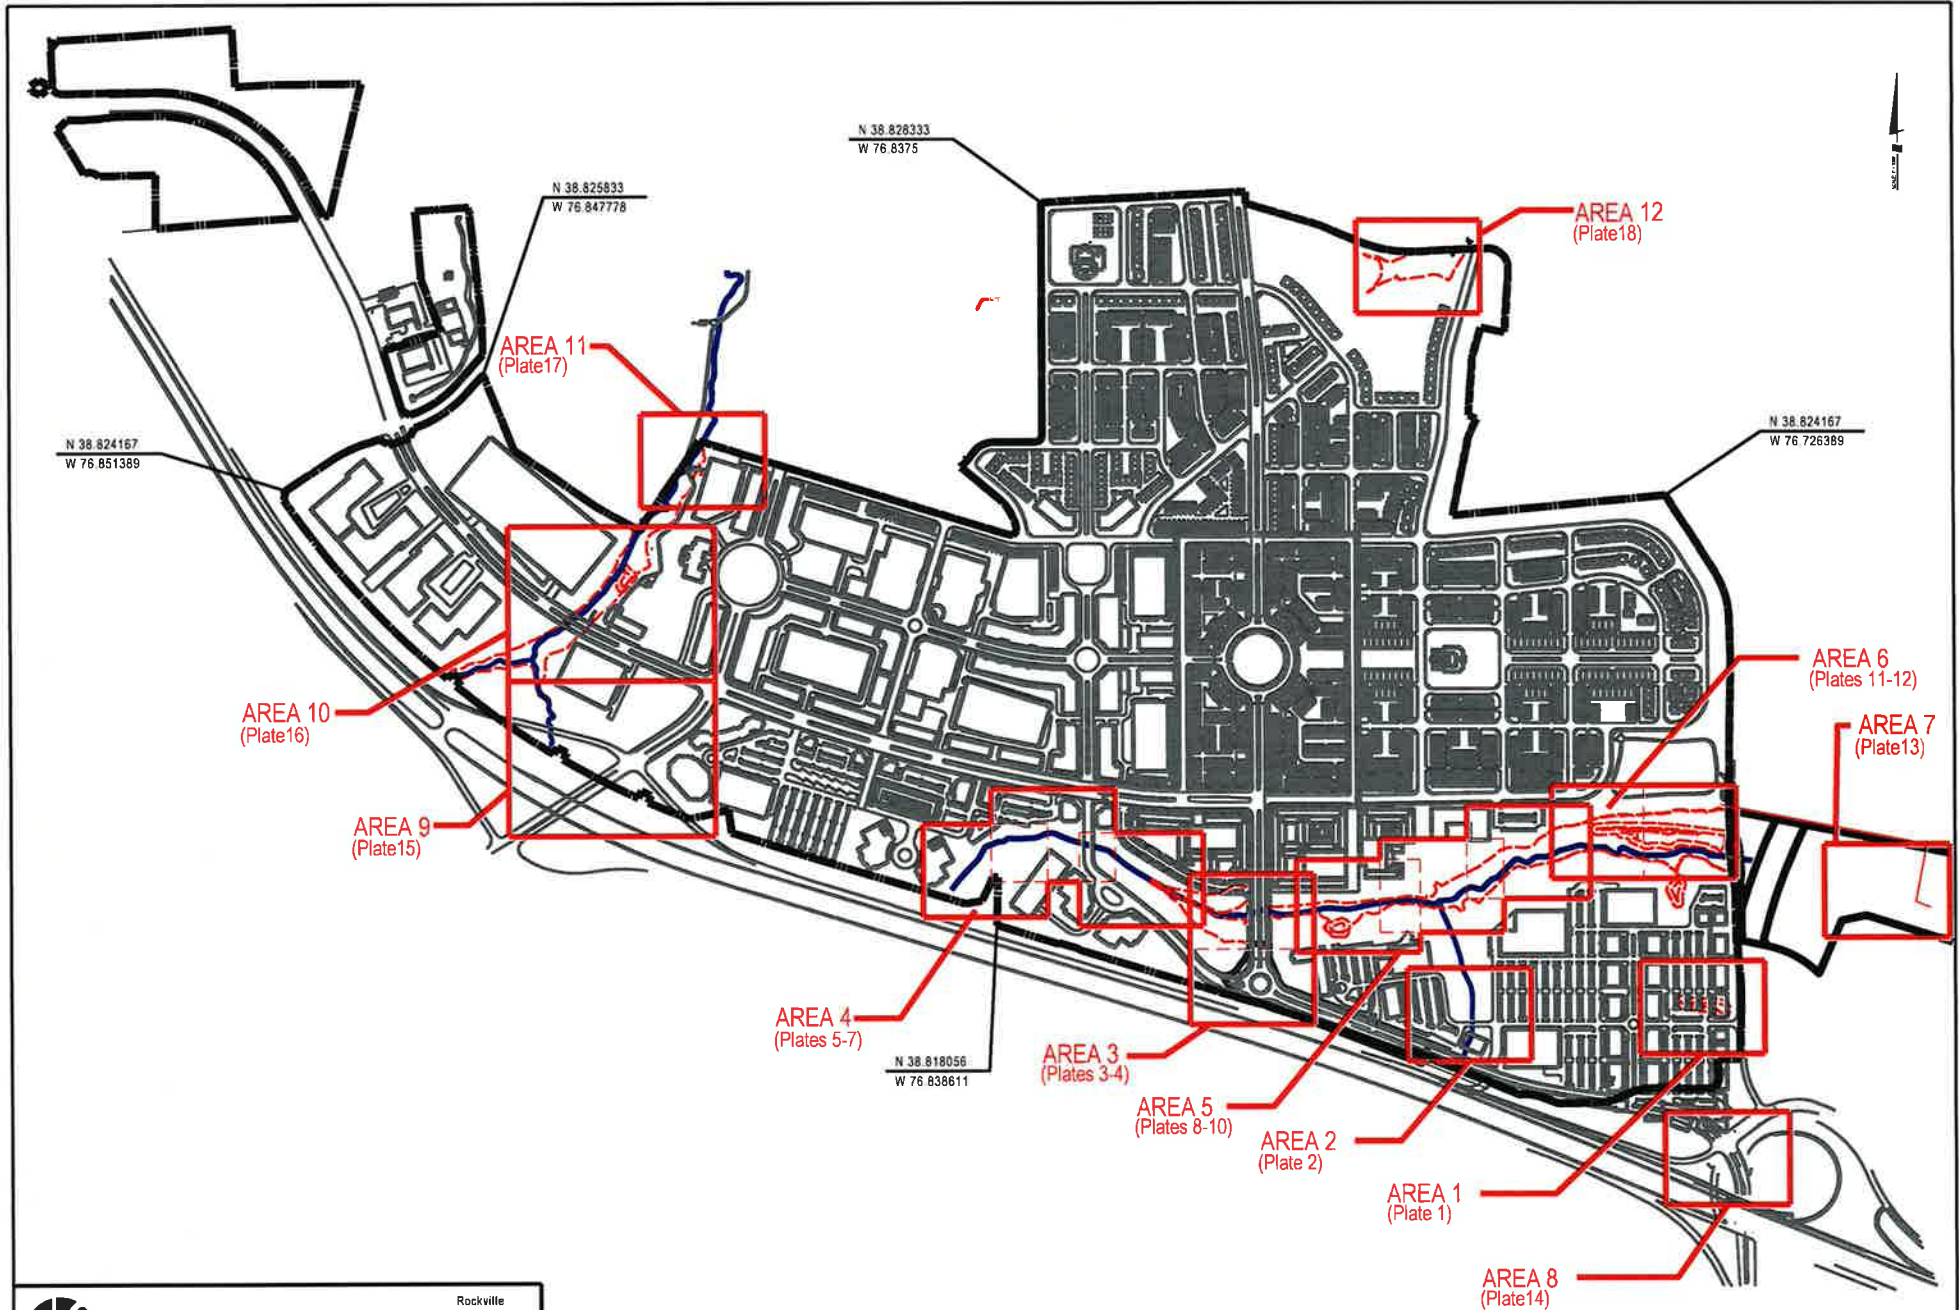 N 38.828333
W 76.8375
N 38.825833
W 76.847778
AREA 12
(Plate18)
AREA 11
(Plate17)
N 38.824167
W 76.851389
N 38.824167
W 76.726389
AREA 6
(Plates 11-12)
AREA 10
(Plate16)
AREA 7
(Plate13)
AREA 9
(Plate15)
AREA 4
(Plates 5-7)
N 38.818056
W 76.838611
AREA 3
(Plates 3-4)
AREA 5
(Plates 8-10)
AREA 2
(Plate 2)
AREA 1
(Plate 1)
AREA 8
(Plate14)
Rockville